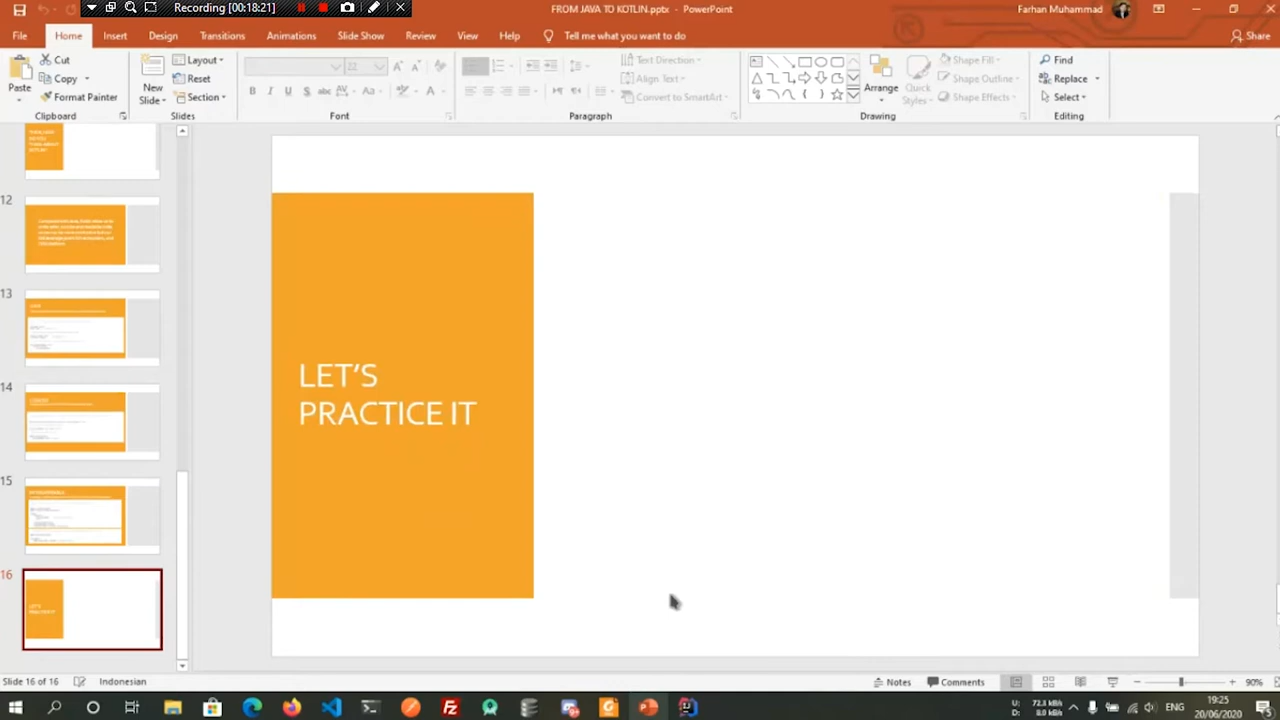 Recording [00:18:21]
FROM JAVA TO KOTLIN.pptx - PowerPoint
Farhan Muhammad
File Home Insert Design Transitions Animations Slide Show Review View Help Tell me what you want to do
Share
Paste
Cut
Copy
Format Painter
Clipboard
New
Slide
Layout
Reset
Section
Slides
22
Font
Text Direction
Align Text
Convert to SmartArt
Paragraph
Arrange
Quick
Styles
Shape Fill
Shape Outline
Shape Effects
Drawing
Find
Replace
Select
Editing
12
13
14
15
16
LET'S
PRACTICE IT
LET'S
PRACTICE IT
Slide 16 of 16
Indonesian
Notes
Comments
90%
U:
D:
ENG
19:25
20/06/2020